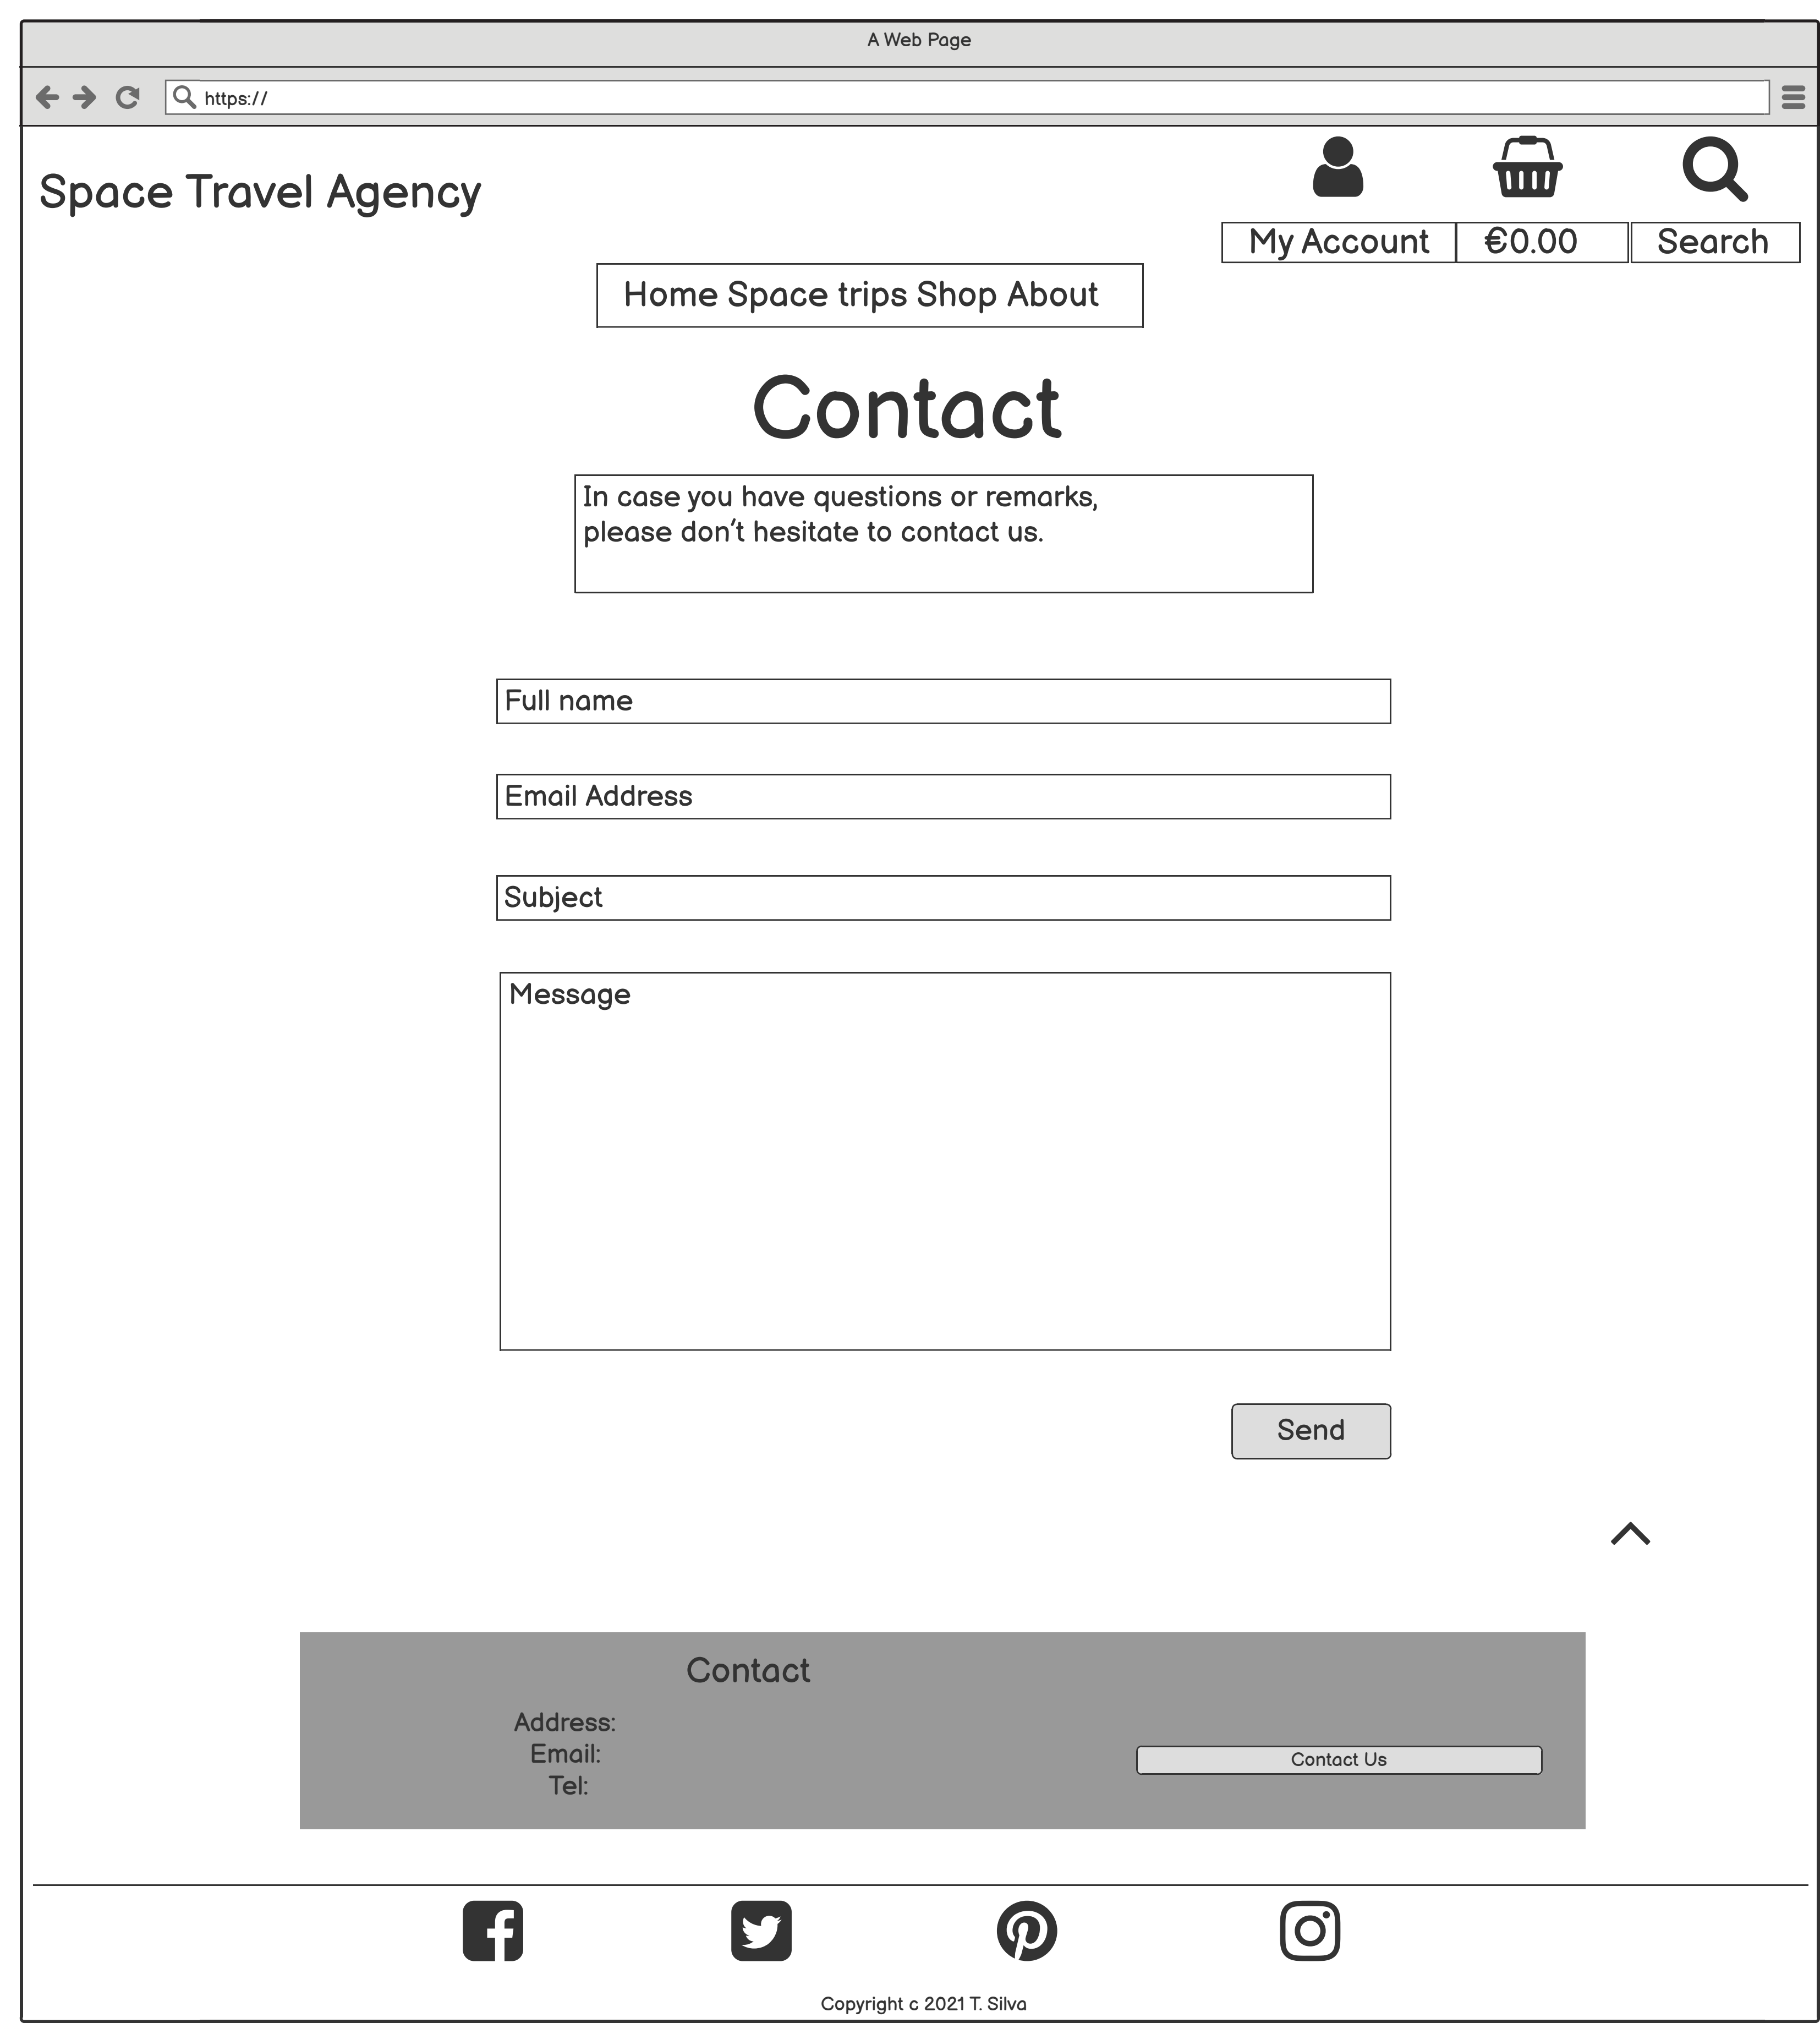 A Web Page
https://
Space Travel Agency
My Account €0.00 Search
Home Space trips Shop About
Contact
In case you have questions or remarks,
please don't hesitate to contact us.
Full name
Email Address
Subject
Message
Send
Contact
Address:
Email:
Tel:
Contact Us
Copyright c 2021 T. Silva